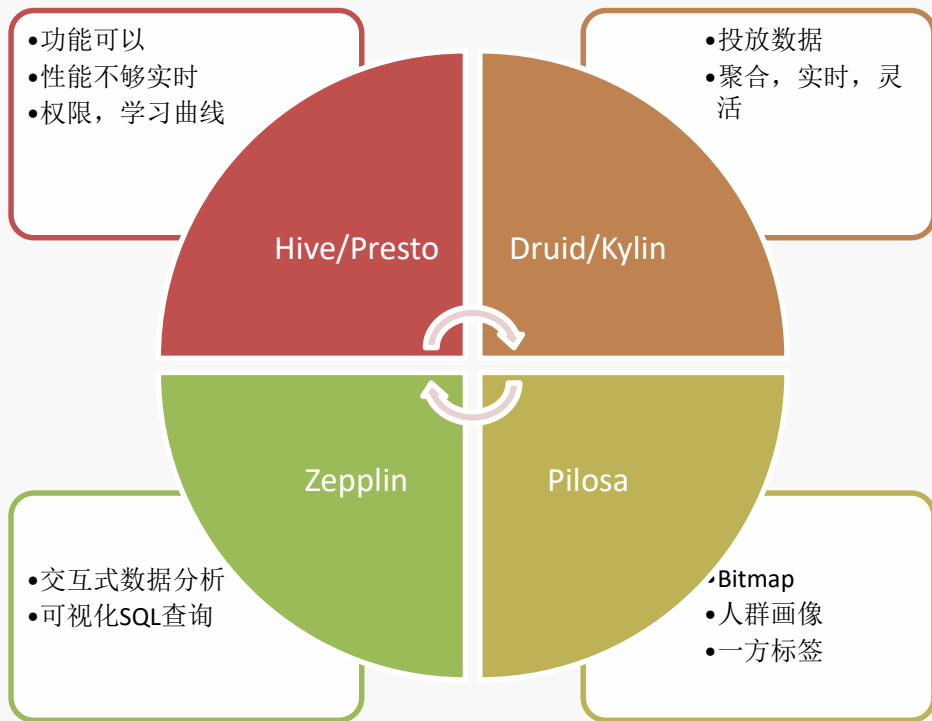 •功能可以
•性能不够实时
•权限，学习曲线
•投放数据
•聚合，实时，灵
活
Hive/Presto
Druid/Kylin
Zepplin
Pilosa
•交互式数据分析
•可视化SQL查询
•Bitmap
•人群画像
•一方标签